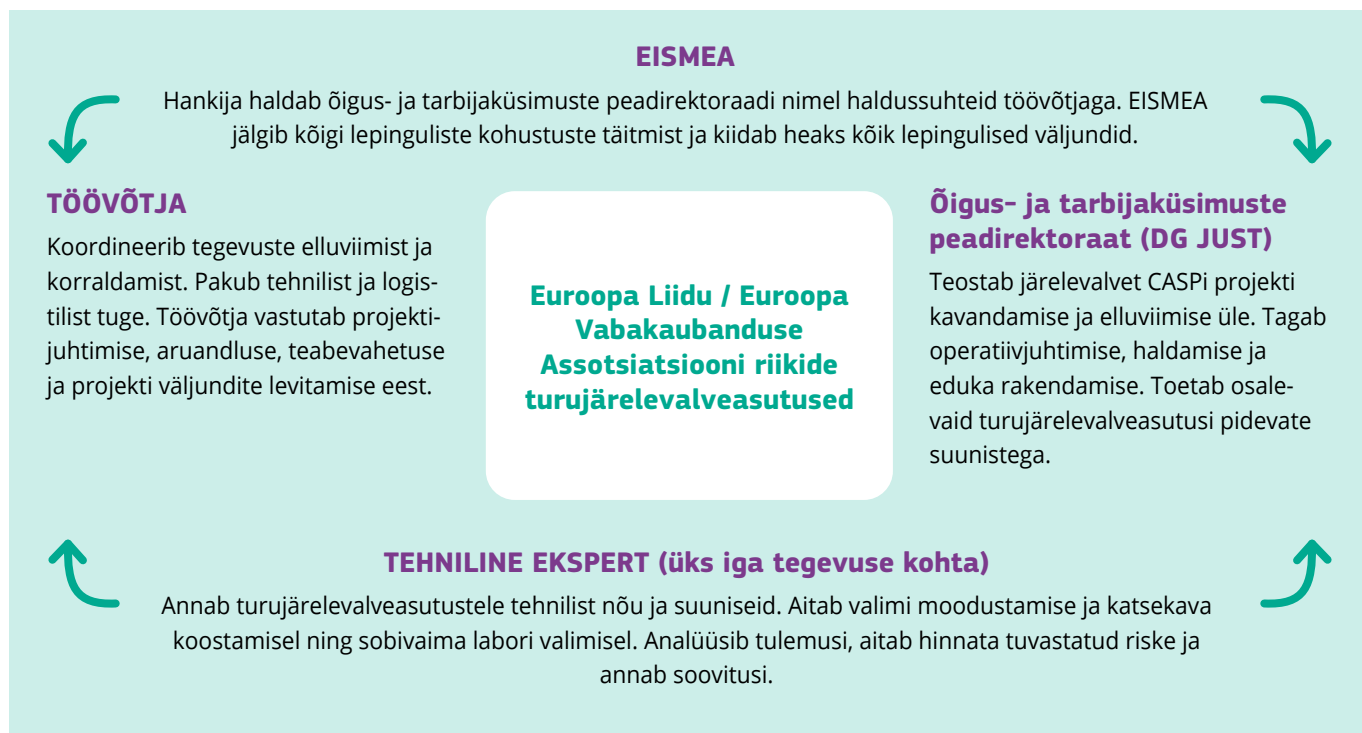 EISMEA
Hankija haldab õigus- ja tarbijaküsimuste peadirektoraadi nimel haldussuhteid töövõtjaga. EISMEA
jälgib kõigi lepinguliste kohustuste täitmist ja kiidab heaks kõik lepingulised väljundid.
TÖÖVÕTJA
Koordineerib tegevuste elluviimist ja
korraldamist. Pakub tehnilist ja logis-
tilist tuge. Töövõtja vastutab projekti-
juhtimise, aruandluse, teabevahetuse
ja projekti väljundite levitamise eest.
Euroopa Liidu / Euroopa
Vabakaubanduse
Assotsiatsiooni riikide
turujärelevalveasutused
Õigus- ja tarbijaküsimuste
peadirektoraat (DG JUST)
Teostab järelevalvet CASPi projekti
kavandamise ja elluviimise üle. Tagab
operatiivjuhtimise, haldamise ja
eduka rakendamise. Toetab osale-
vaid turujärelevalveasutusi pidevate
suunistega.
TEHNILINE EKSPERT (üks iga tegevuse kohta)
Annab turujärelevalveasutustele tehnilist nõu ja suuniseid. Aitab valimi moodustamise ja katsekava
koostamisel ning sobivaima labori valimisel. Analüüsib tulemusi, aitab hinnata tuvastatud riske ja
annab soovitusi.